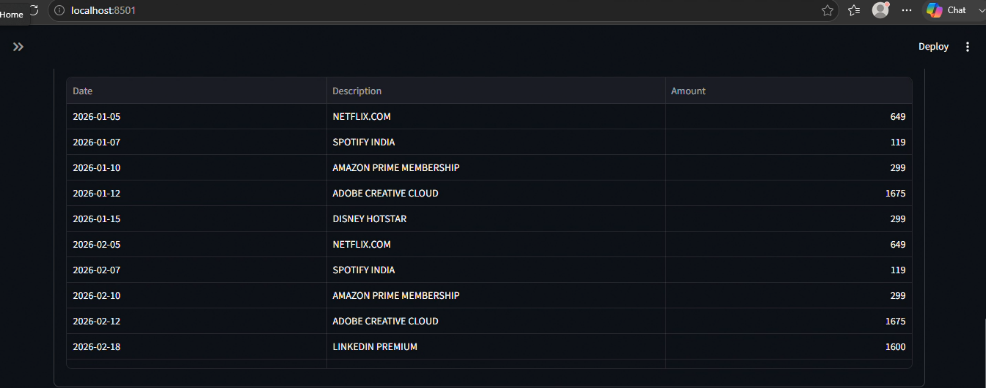 Home
localhost:8501
Chat
Deploy
Date Description Amount
2026-01-05 NETFLIX.COM 649
2026-01-07 SPOTIFY INDIA 119
2026-01-10 AMAZON PRIME MEMBERSHIP 299
2026-01-12 ADOBE CREATIVE CLOUD 1675
2026-01-15 DISNEY HOTSTAR 299
2026-02-05 NETFLIX.COM 649
2026-02-07 SPOTIFY INDIA 119
2026-02-10 AMAZON PRIME MEMBERSHIP 299
2026-02-12 ADOBE CREATIVE CLOUD 1675
2026-02-18 LINKEDIN PREMIUM 1600